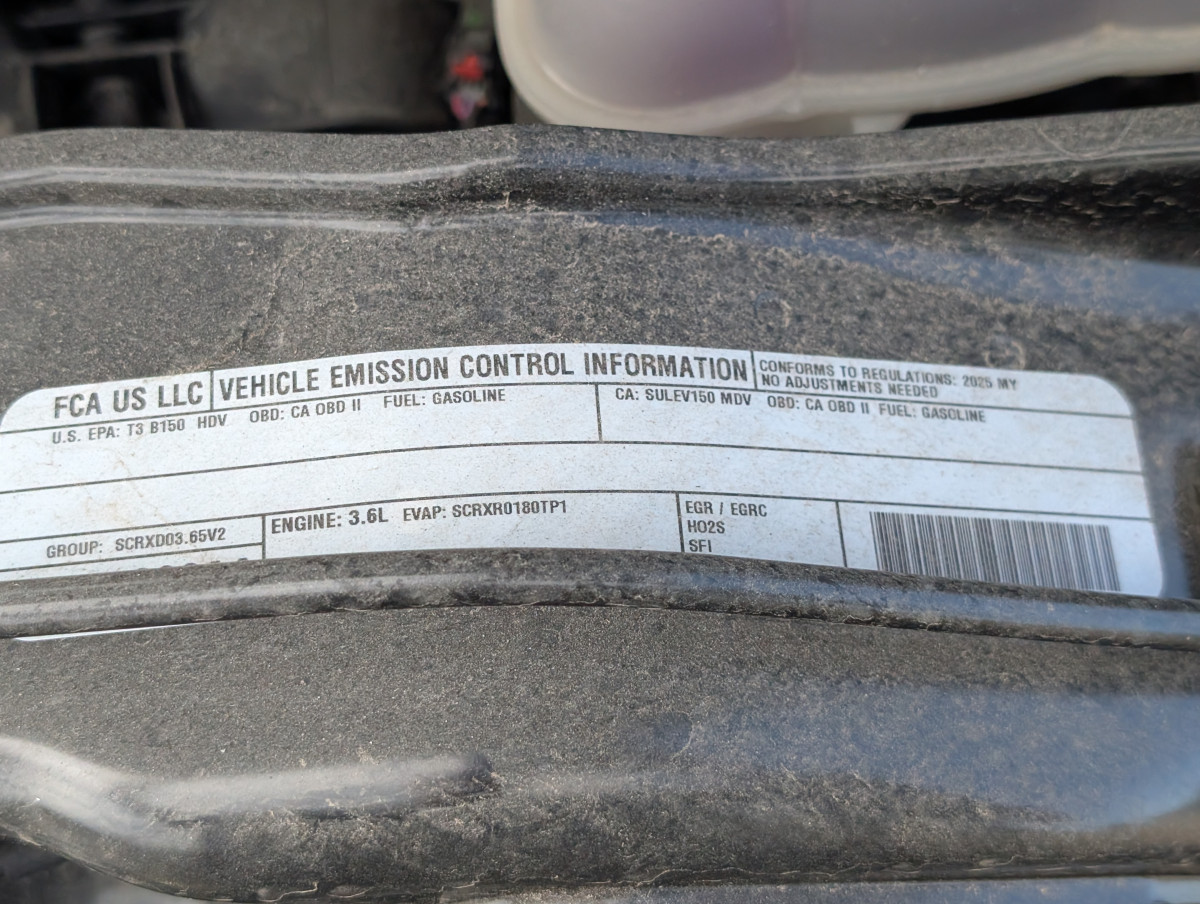 FCA US LLC
VEHICLE EMISSION CONTROL INFORMATION
CONFORMS TO REGULATIONS: 2025 MY
NO ADJUSTMENTS NEEDED
U.S. EPA: T3 B150 HDV OBD: CA OBD II FUEL: GASOLINE
CA: SULEV150 MDV OBD: CA OBD II FUEL: GASOLINE
GROUP: SCRXD03.65V2
ENGINE: 3.6L EVAP: SCRXR0180TP1
EGR / EGRC
HO2S
SFI